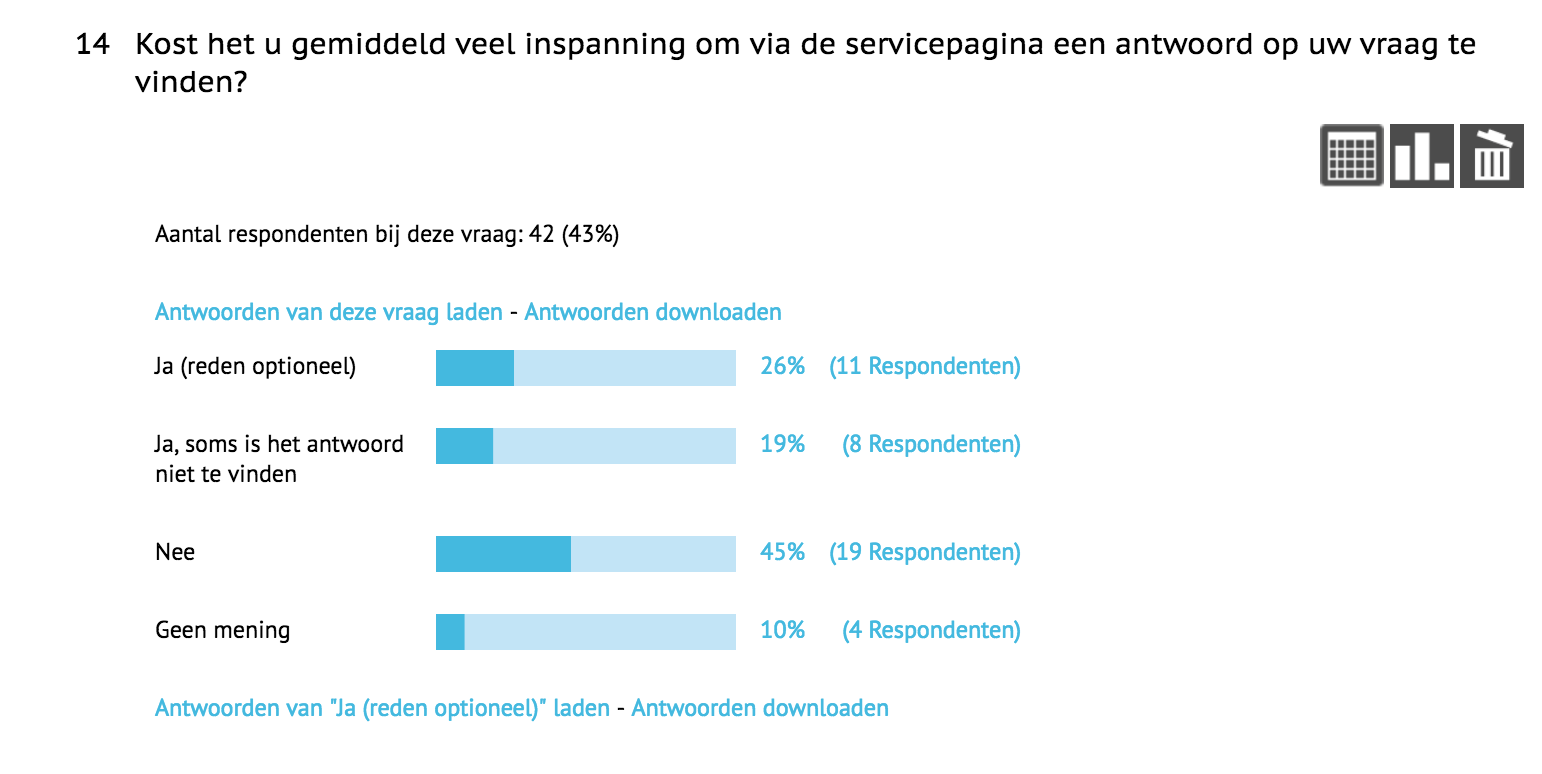 14 Kost het u gemiddeld veel inspanning om via de servicepagina een antwoord op uw vraag te
vinden?
Aantal respondenten bij deze vraag: 42 (43%)
Antwoorden van deze vraag laden - Antwoorden downloaden
Ja (reden optioneel) 26% (11 Respondenten)
Ja, soms is het antwoord 19% (8 Respondenten)
niet te vinden
Nee 45% (19 Respondenten)
Geen mening 10% (4 Respondenten)
Antwoorden van "Ja (reden optioneel)" laden - Antwoorden downloaden